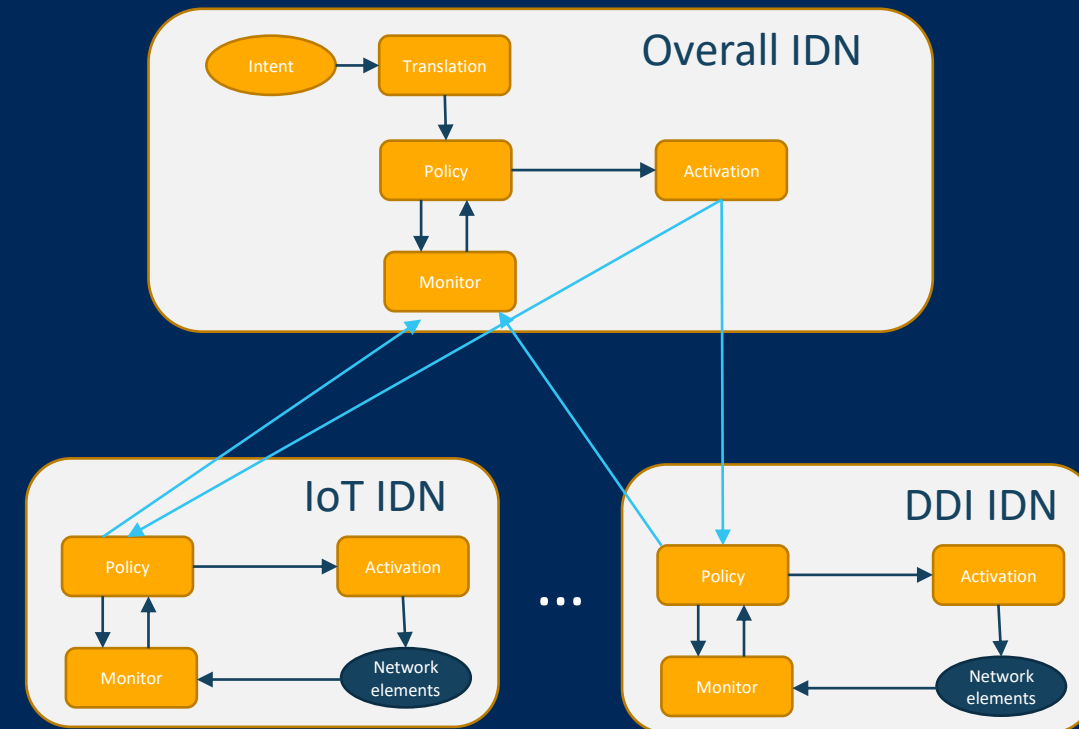 Overall IDN
Intent
Translation
Policy
Activation
Monitor
IoT IDN
Policy
Activation
Monitor
Network
elements
...
DDI IDN
Policy
Activation
Monitor
Network
elements